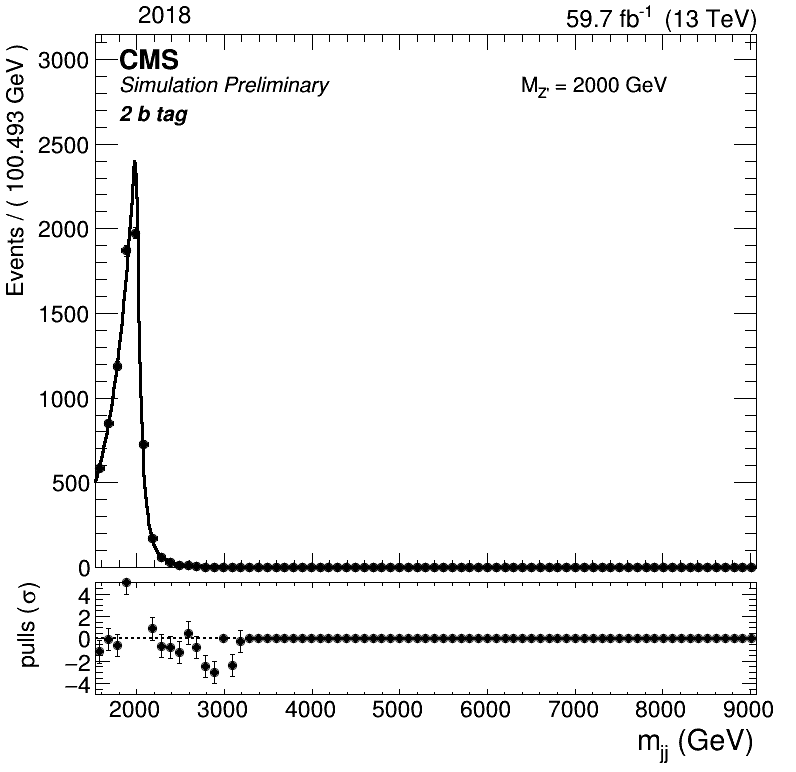 2018
59.7 fb-1 (13 TeV)
CMS
Simulation Preliminary
2 b tag
MZ' = 2000 GeV
Events / ( 100.493 GeV )
3000
2500
2000
1500
1000
500
0
pulls (σ)
4
2
0
−2
−4
2000 3000 4000 5000 6000 7000 8000 9000
mjj (GeV)